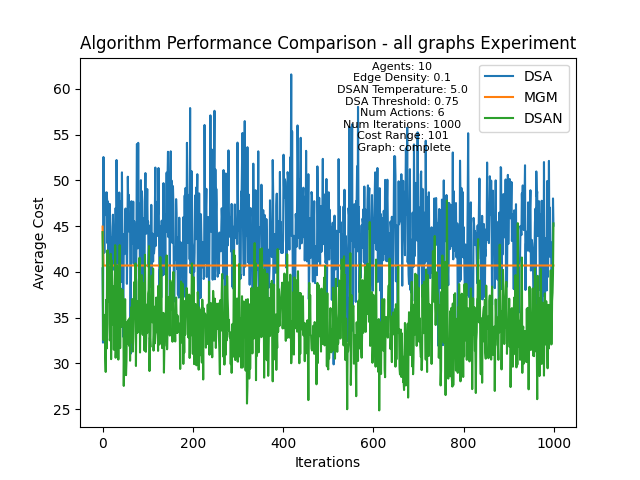 Algorithm Performance Comparison - all graphs Experiment
Agents: 10
Edge Density: 0.1
DSAN Temperature: 5.0
DSA Threshold: 0.75
Num Actions: 6
Num Iterations: 1000
Cost Range: 101
Graph: complete
DSA
MGM
DSAN
Average Cost
60
55
50
45
40
35
30
25
0
200
400
600
800
1000
Iterations